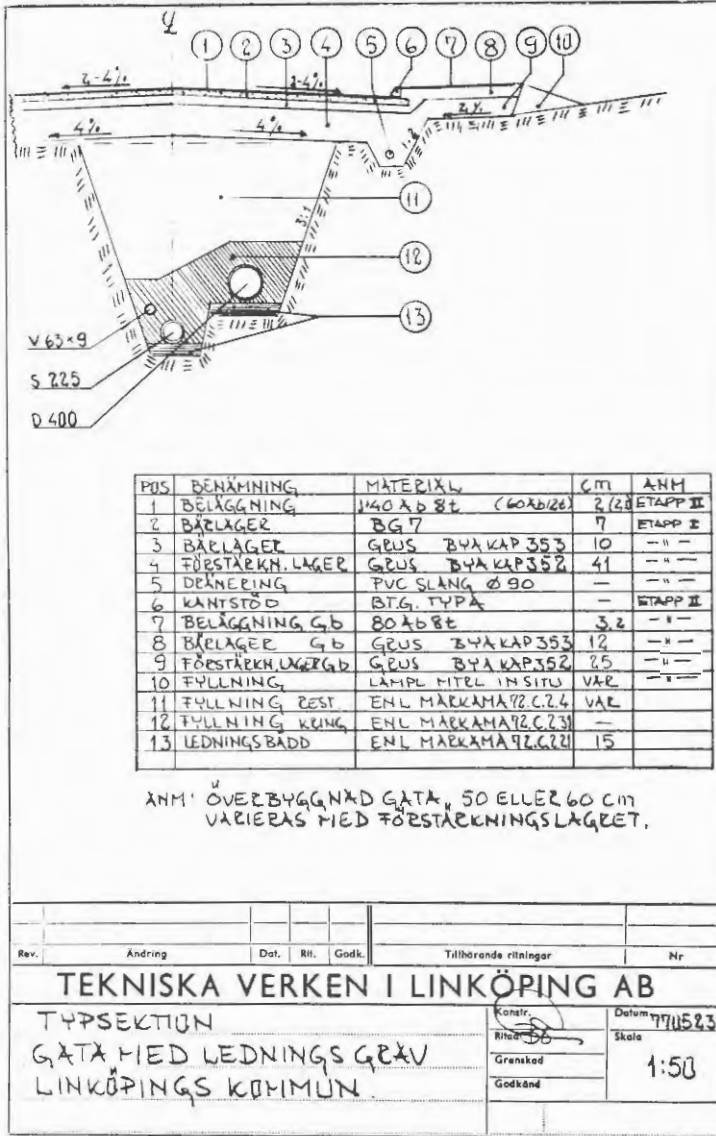 1 2 3 4 5 6 7 8 9 10
2-4% 2-4%
2%
4% 4%
1:2
11
3:1
12
13
V 63×9
S 225
D 400
POS BENÄMNING MATERIAL cm ANM
1 BELÄGGNING 40 Ab 8t (60Ab12t) ETAPP II
2 BÄRLAGER BG 7 7 ETAPP I
3 BÄRLAGER GRUS BYA KAP 353 10 -"-
4 FÖRSTÄRKN. LAGER GRUS BYA KAP 352 41 -"-
5 DRÄNERING PVC SLANG Ø 90 — -"-
6 KANTSTÖD BTG. TYP A — ETAPP II
7 BELÄGGNING Gb 80 Ab 8t 3.2 -"-
8 BÄRLAGER Gb GRUS BYA KAP 353 12 -"-
9 FÖRSTÄRKN. LAGER Gb GRUS BYA KAP 352 25 -"-
10 FYLLNING LÄMPL MTRL IN SITU VAR -"-
11 FYLLNING REST ENL MARKAMA 72.C.2.4 VAR
12 FYLLNING KRING ENL MARKAMA 72.C.231 —
13 LEDNINGSBÄDD ENL MARKAMA 72.C.221 15
ANM: ÖVERBYGGNAD GATA, 50 ELLER 60 cm
VARIERAS MED FÖRSTÄRKNINGSLAGRET.
Rev. Ändring Dat. Rit. Godk. Tillhörande ritningar Nr
TEKNISKA VERKEN I LINKÖPING AB
TYPSEKTION
GATA MED LEDNINGSGRAV
LINKÖPINGS KOMMUN
Konstr.
Ritad
Granskad
Godkänd
Datum 770523
Skala
1:50